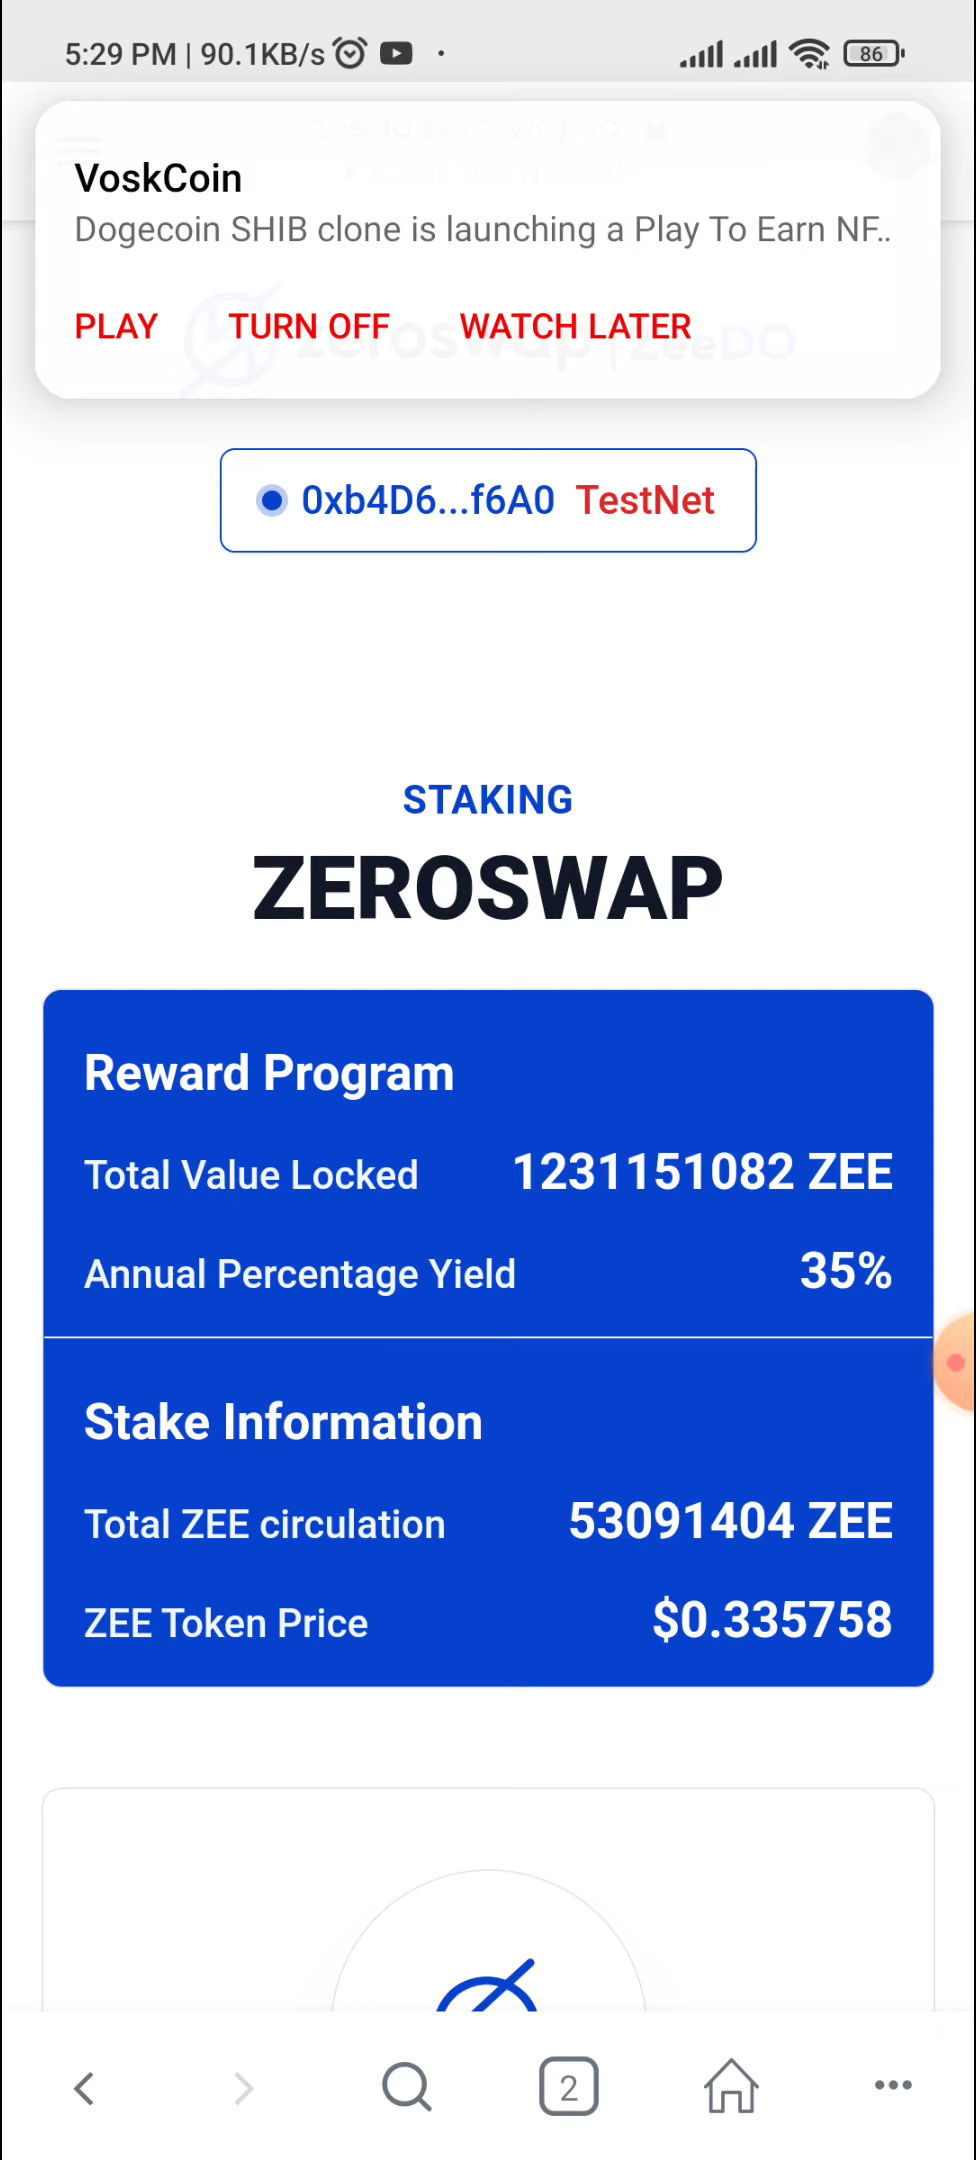 5:29 PM | 90.1KB/s
86
VoskCoin
Dogecoin SHIB clone is launching a Play To Earn NF..
PLAY TURN OFF WATCH LATER
zeroswap | ZeeDO
0xb4D6...f6A0 TestNet
STAKING
ZEROSWAP
Reward Program
Total Value Locked 1231151082 ZEE
Annual Percentage Yield 35%
Stake Information
Total ZEE circulation 53091404 ZEE
ZEE Token Price $0.335758
2